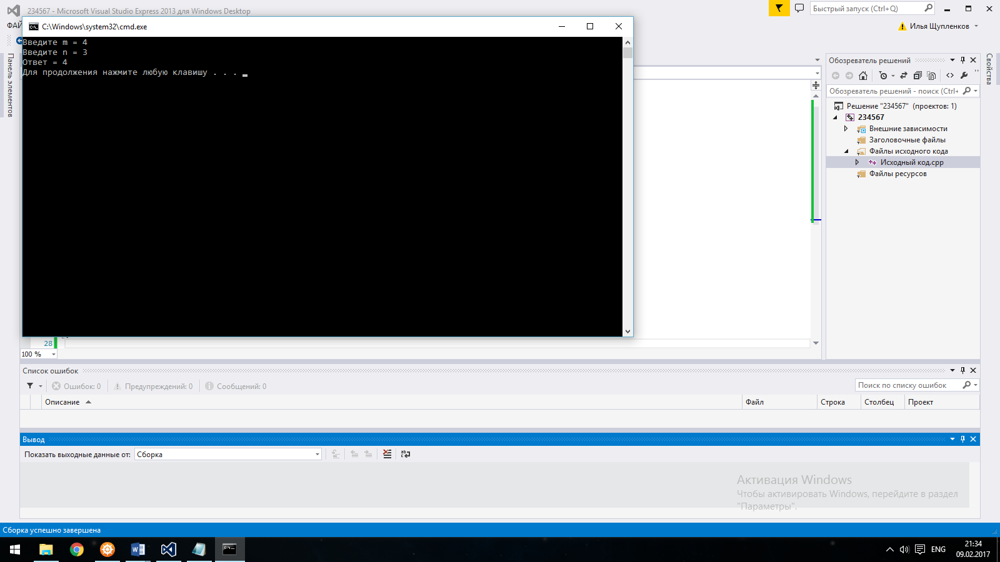 234567 - Microsoft Visual Studio Express 2013 для Windows Desktop
Быстрый запуск (Ctrl+Q)
ФАЙ
Илья Щупленков
C:\Windows\system32\cmd.exe
Введите m = 4
Введите n = 3
Ответ = 4
Для продолжения нажмите любую клавишу . . .
Панель элементов
Свойства
Обозреватель решений
Обозреватель решений - поиск (Ctrl+
Решение "234567" (проектов: 1)
234567
Внешние зависимости
Заголовочные файлы
Файлы исходного кода
Исходный код.cpp
Файлы ресурсов
28
100 %
Список ошибок
Ошибок: 0
Предупреждений: 0
Сообщений: 0
Поиск по списку ошибок
Описание
Файл
Строка
Столбец
Проект
Вывод
Показать выходные данные от:
Сборка
Активация Windows
Чтобы активировать Windows, перейдите в раздел
"Параметры".
Сборка успешно завершена
ENG
21:34
09.02.2017